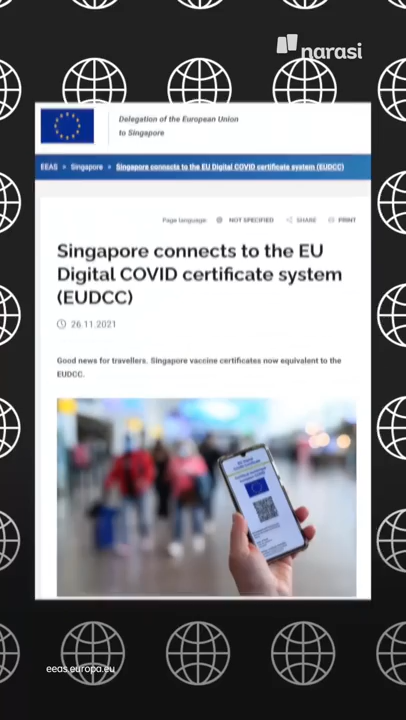 narasi
Delegation of the European Union
to Singapore
EEAS > Singapore > Singapore connects to the EU Digital COVID certificate system (EUDCC)
Page language: NOT SPECIFIED SHARE PRINT
Singapore connects to the EU
Digital COVID certificate system
(EUDCC)
26.11.2021
Good news for travellers. Singapore vaccine certificates now equivalent to the
EUDCC.
eeas.europa.eu